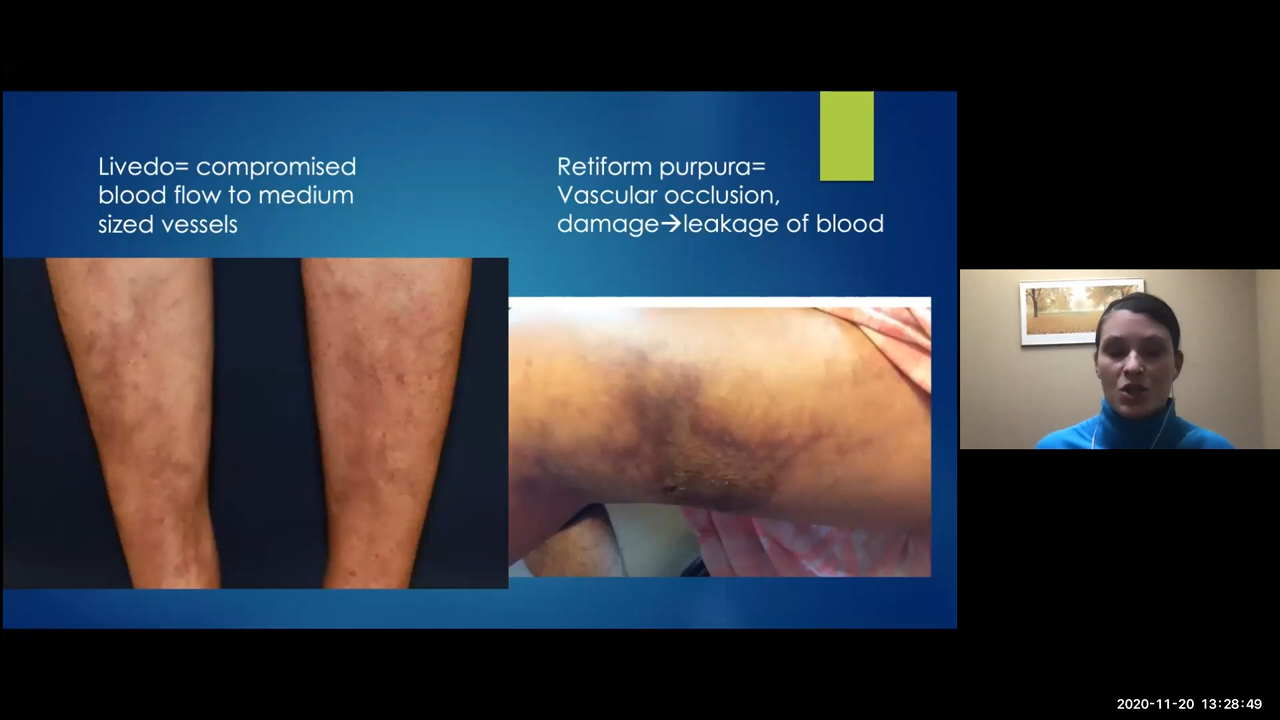 Livedo= compromised
blood flow to medium
sized vessels
Retiform purpura=
Vascular occlusion,
damage→leakage of blood
2020-11-20 13:28:49